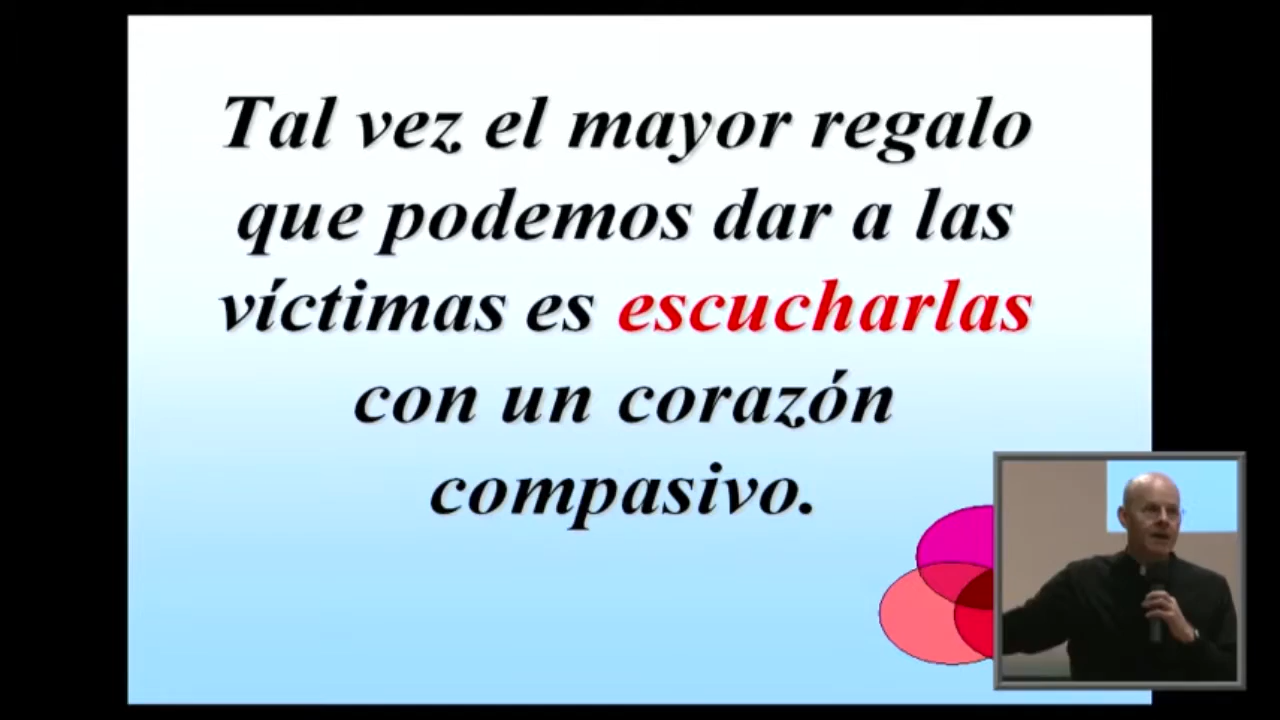 Tal vez el mayor regalo
que podemos dar a las
víctimas es escucharlas
con un corazón
compasivo.